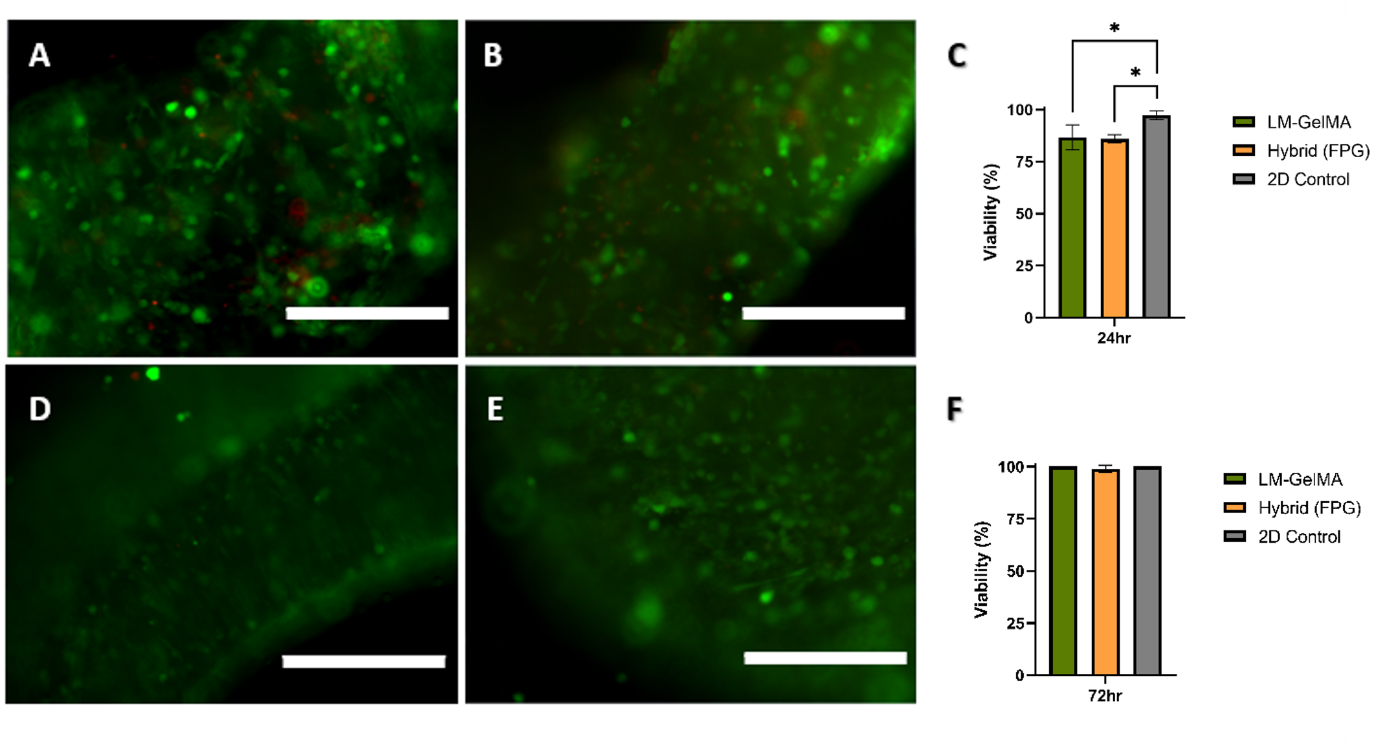 A
B
C
*
*
100
75
50
25
0
Viability (%)
24hr
LM-GelMA
Hybrid (FPG)
2D Control
D
E
F
100
75
50
25
0
Viability (%)
72hr
LM-GelMA
Hybrid (FPG)
2D Control